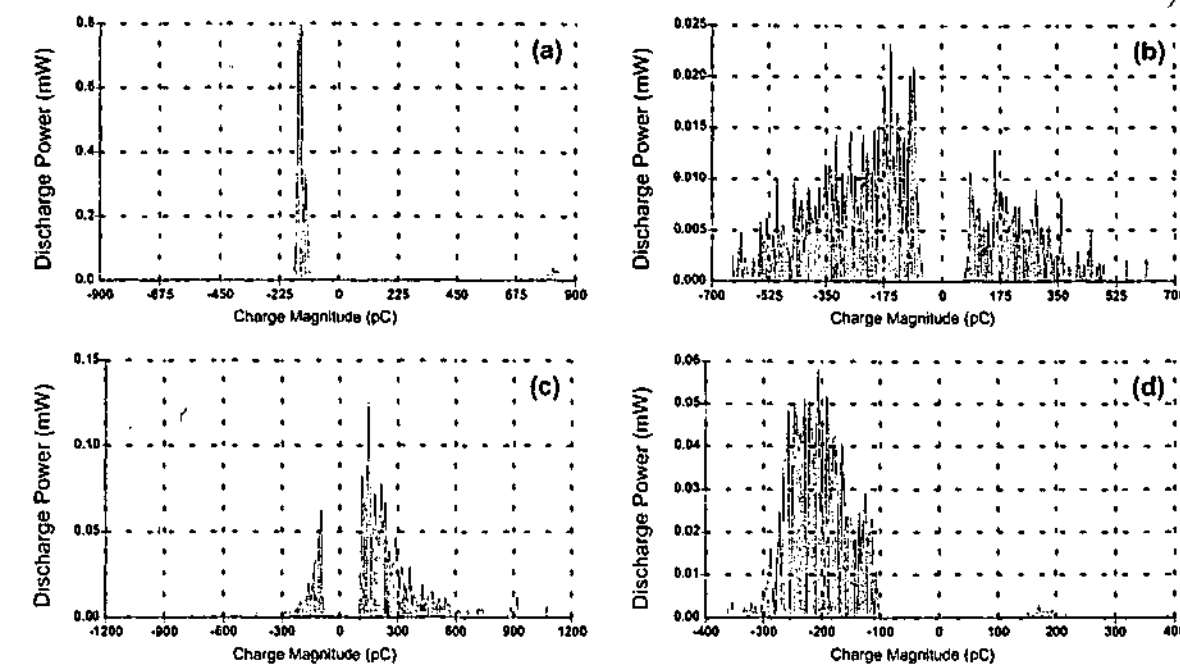 Discharge Power (mW)
0.8
0.6
0.4
0.2
0.0
-900 -675 -450 -225 0 225 450 675 900
Charge Magnitude (pC)
(a)
Discharge Power (mW)
0.025
0.020
0.015
0.010
0.005
0.000
-700 -525 -350 -175 0 175 350 525 700
Charge Magnitude (pC)
(b)
Discharge Power (mW)
0.15
0.10
0.05
0.00
-1200 -900 -600 -300 0 300 600 900 1200
Charge Magnitude (pC)
(c)
Discharge Power (mW)
0.06
0.05
0.04
0.03
0.02
0.01
0.00
-400 -300 -200 -100 0 100 200 300 400
Charge Magnitude (pC)
(d)